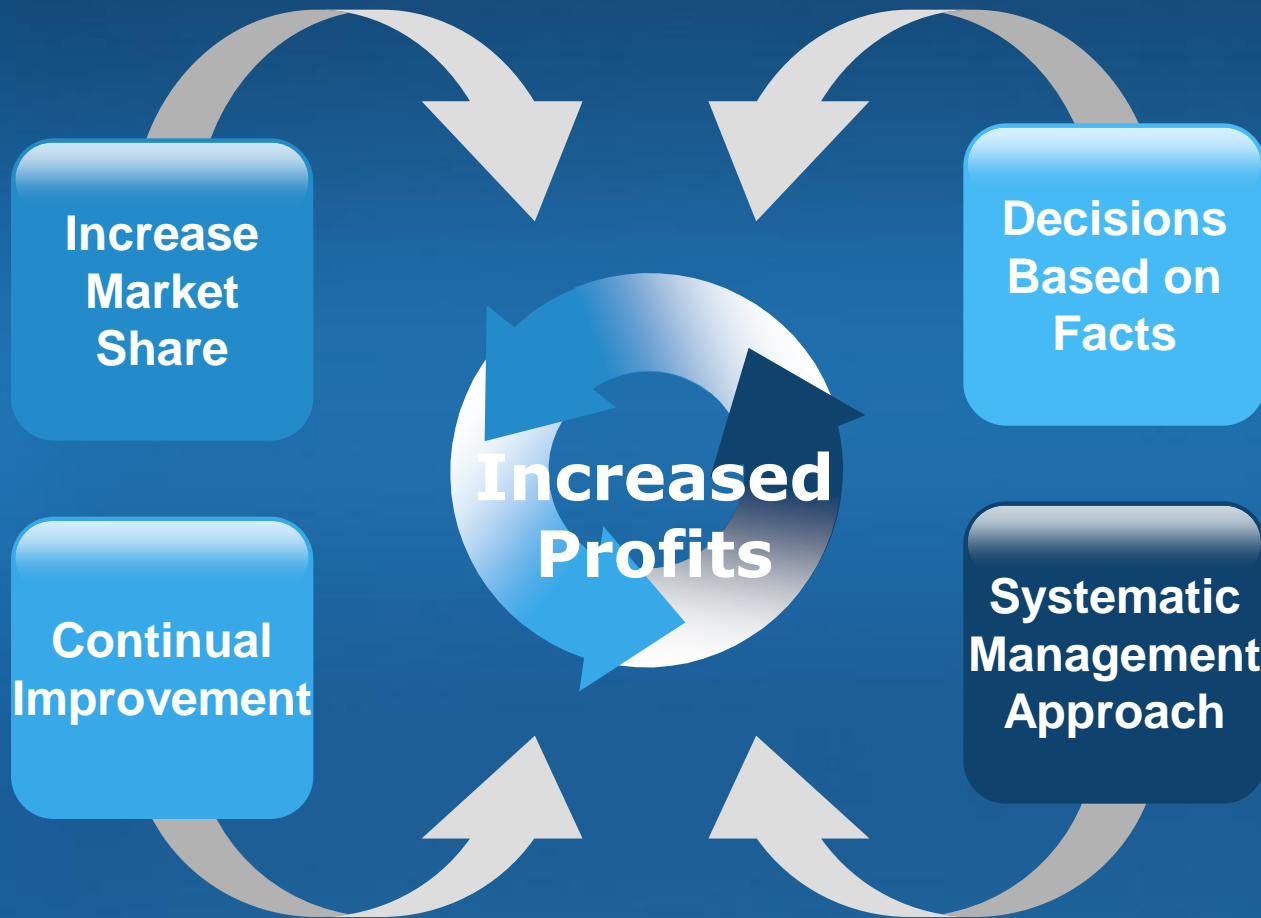 Increase
Market
Share
Decisions
Based on
Facts
Increased
Profits
Continual
Improvement
Systematic
Management
Approach